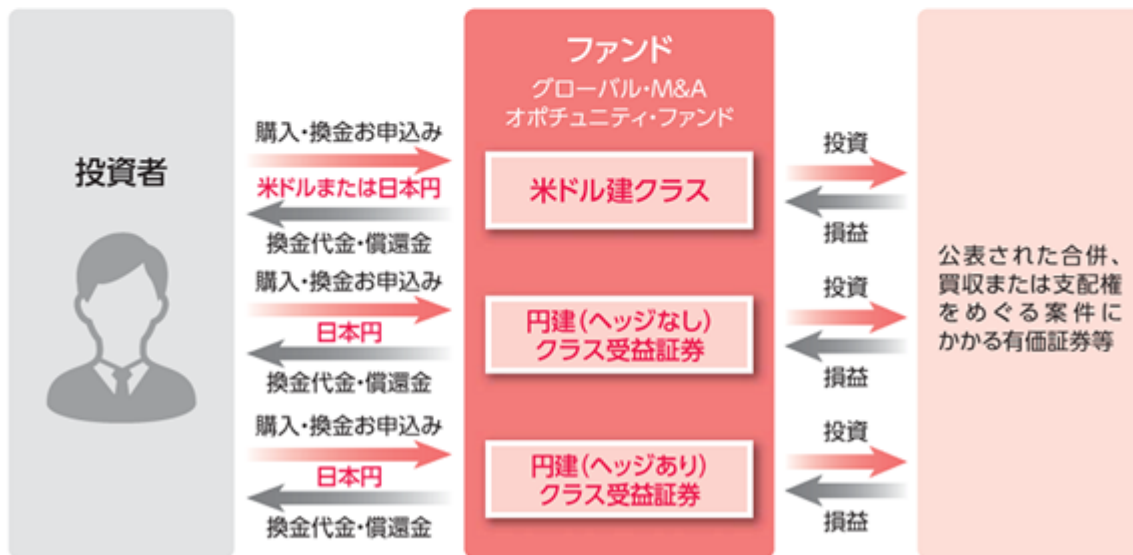 投資者
購入・換金お申込み
米ドルまたは日本円
換金代金・償還金
購入・換金お申込み
日本円
換金代金・償還金
購入・換金お申込み
日本円
換金代金・償還金
ファンド
グローバル・M&A
オポチュニティ・ファンド
米ドル建クラス
円建(ヘッジなし)
クラス受益証券
円建(ヘッジあり)
クラス受益証券
投資
損益
投資
損益
投資
損益
公表された合併、
買収または支配権
をめぐる案件に
かかる有価証券等